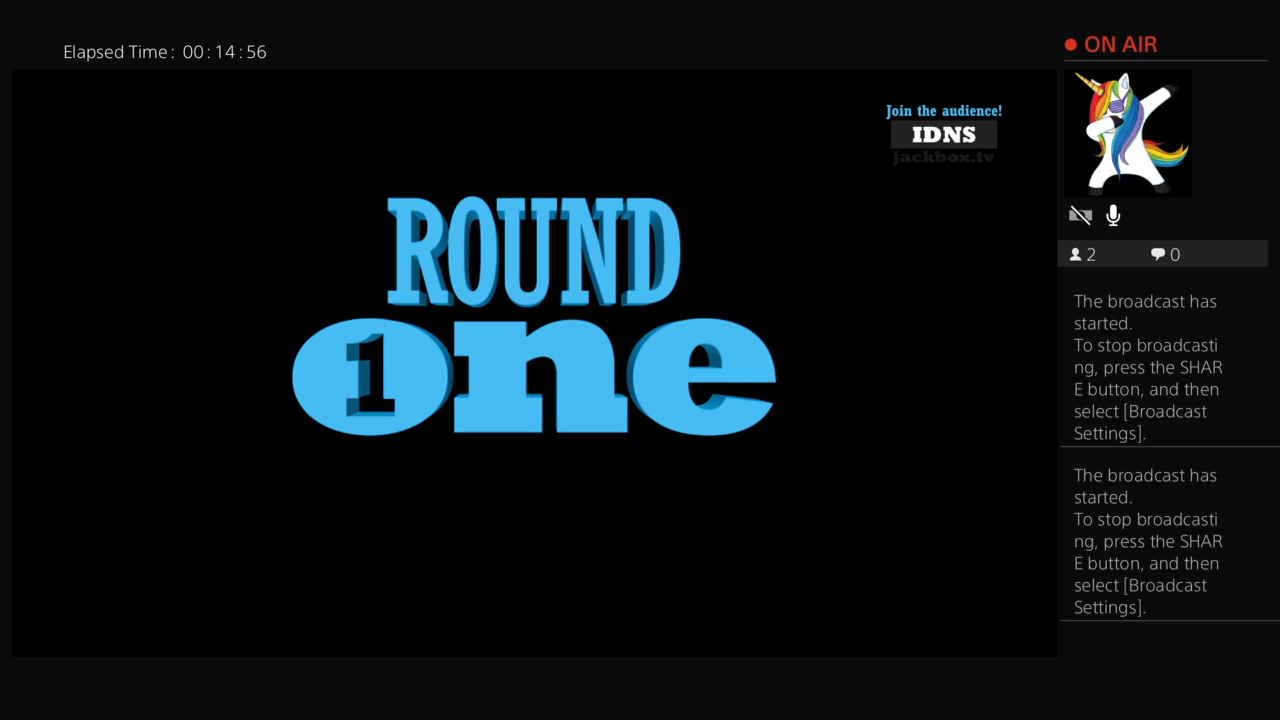 Elapsed Time: 00:14:56
ON AIR
Join the audience!
IDNS
jackbox.tv
ROUND
one
1
2
0
The broadcast has
started.
To stop broadcasti
ng, press the SHAR
E button, and then
select [Broadcast
Settings].
The broadcast has
started.
To stop broadcasti
ng, press the SHAR
E button, and then
select [Broadcast
Settings].